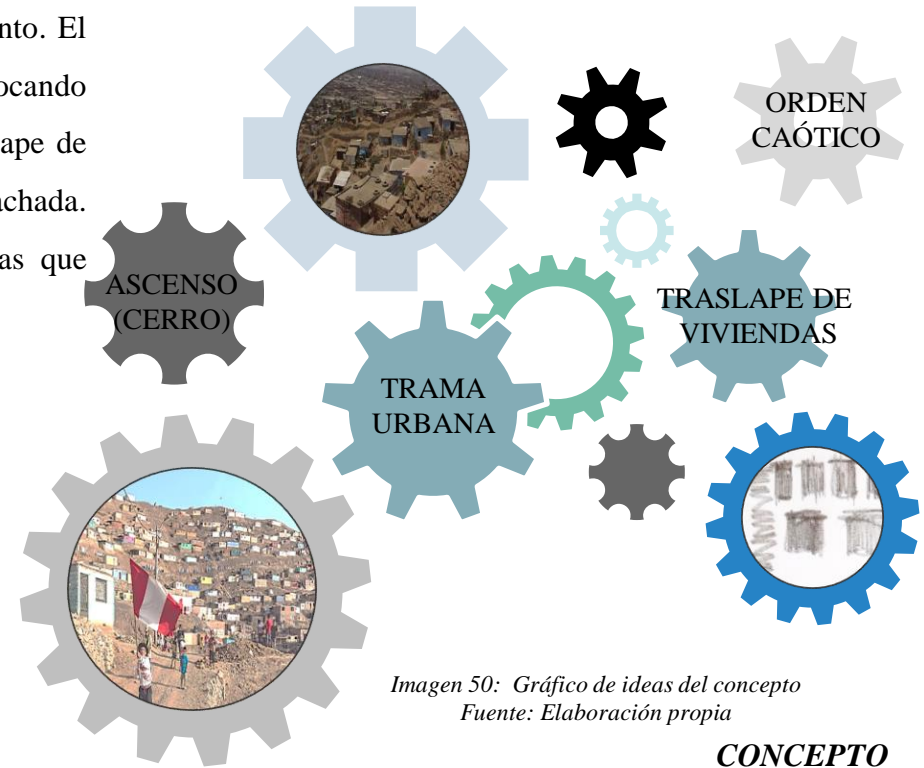 nto. El
ocando
ape de
achada.
as que
ORDEN
CAÓTICO
ASCENSO
(CERRO)
TRASLAPE DE
VIVIENDAS
TRAMA
URBANA
Imagen 50: Gráfico de ideas del concepto
Fuente: Elaboración propia
CONCEPTO